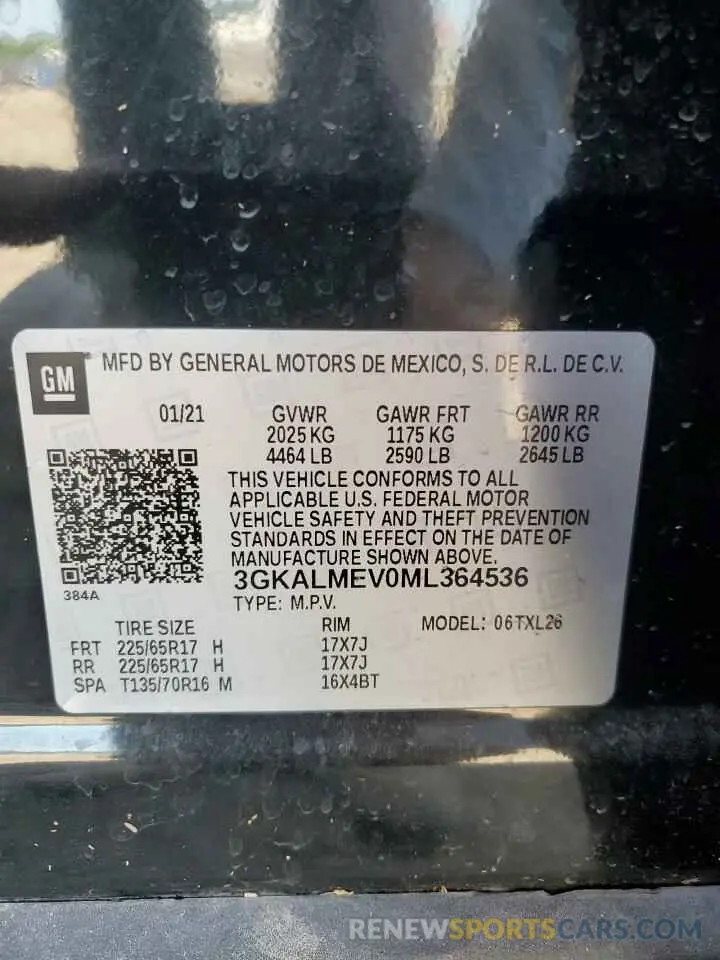 GM® MFD BY GENERAL MOTORS DE MEXICO, S. DE R.L. DE C.V.
01/21 GVWR GAWR FRT GAWR RR
2025 KG 1175 KG 1200 KG
4464 LB 2590 LB 2645 LB
THIS VEHICLE CONFORMS TO ALL
APPLICABLE U.S. FEDERAL MOTOR
VEHICLE SAFETY AND THEFT PREVENTION
STANDARDS IN EFFECT ON THE DATE OF
MANUFACTURE SHOWN ABOVE.
3GKALMEV0ML364536
384A
TYPE: M.P.V.
TIRE SIZE RIM MODEL: 06TXL26
FRT 225/65R17 H 17X7J
RR 225/65R17 H 17X7J
SPA T135/70R16 M 16X4BT
RENEWSPORTSCARS.COM